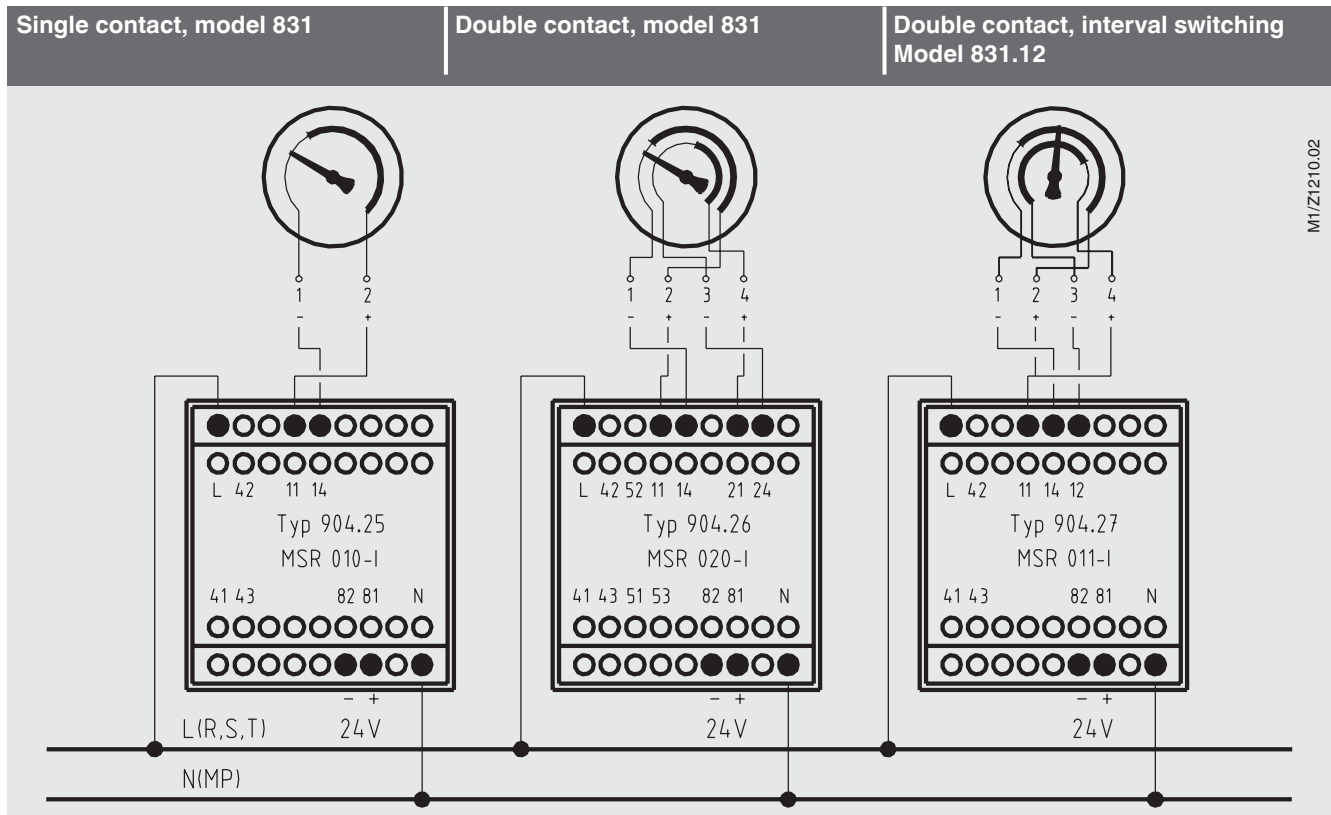 Single contact, model 831
Double contact, model 831
Double contact, interval switching
Model 831.12
M1/Z1210.02
1 2
- +
1 2 3 4
- + - +
1 2 3 4
- + - +
L 42 11 14
Typ 904.25
MSR 010-I
41 43 82 81 N
- +
L(R,S,T) 24V
N(MP)
L 42 52 11 14 21 24
Typ 904.26
MSR 020-I
41 43 51 53 82 81 N
- +
24V
L 42 11 14 12
Typ 904.27
MSR 011-I
41 43 82 81 N
- +
24V